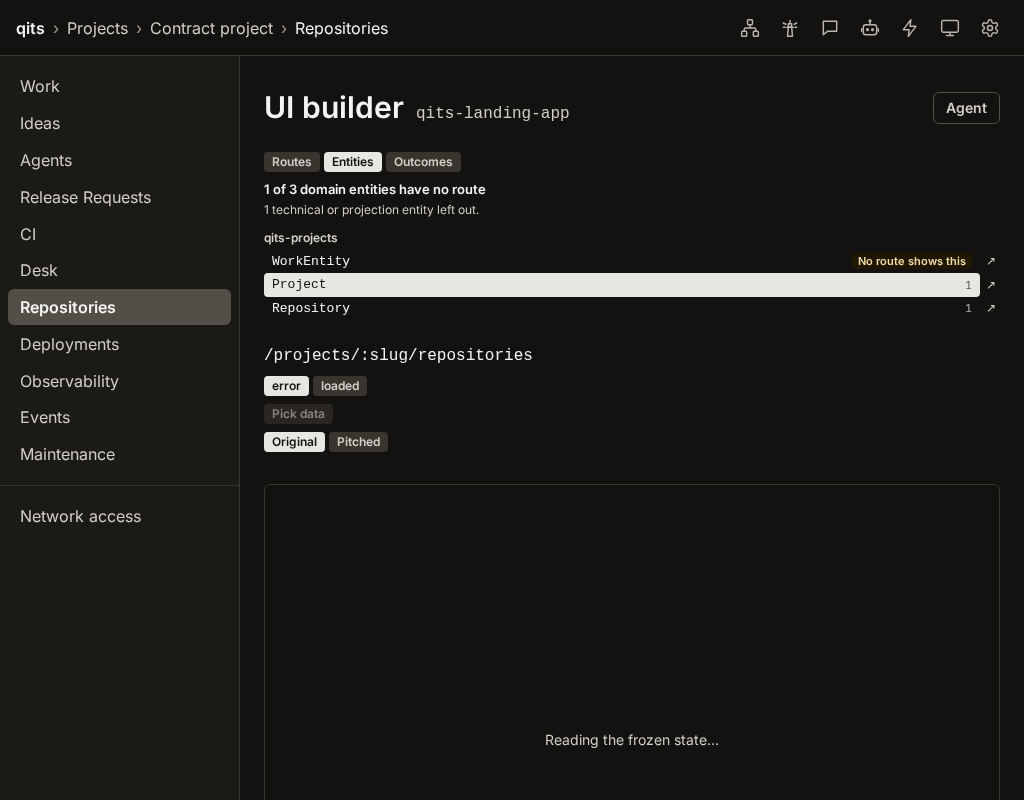 qits › Projects › Contract project › Repositories
Work
Ideas
Agents
Release Requests
CI
Desk
Repositories
Deployments
Observability
Events
Maintenance
Network access
UI builder qits-landing-app
Agent
Routes Entities Outcomes
1 of 3 domain entities have no route
1 technical or projection entity left out.
qits-projects
WorkEntity No route shows this ↗
Project 1 ↗
Repository 1 ↗
/projects/:slug/repositories
error loaded
Pick data
Original Pitched
Reading the frozen state...